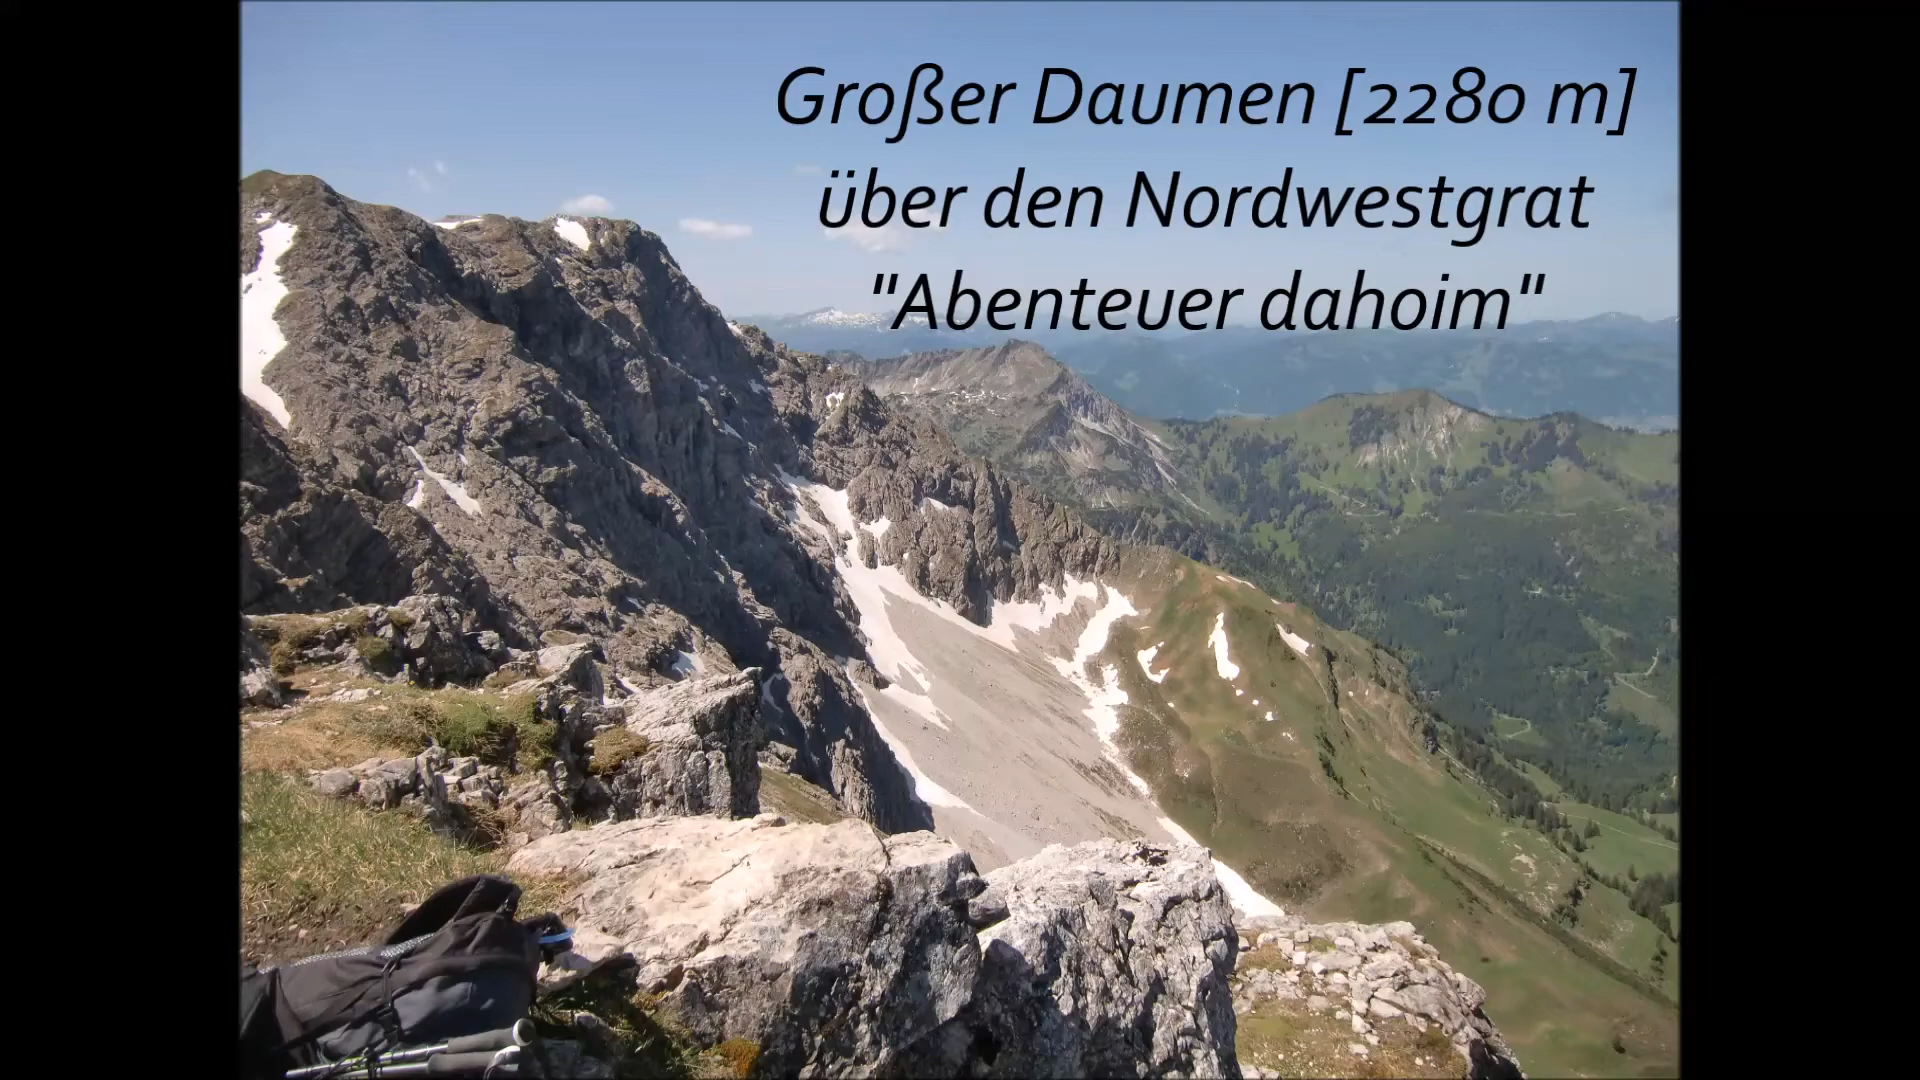 Großer Daumen [2280 m]
über den Nordwestgrat
"Abenteuer dahoim"